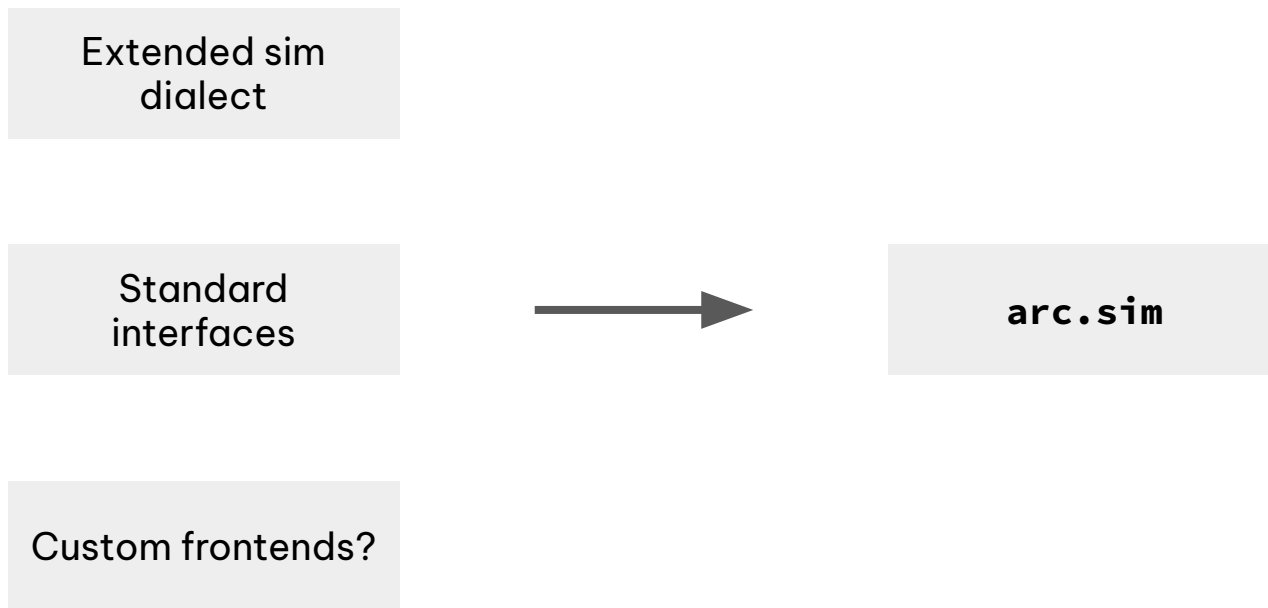 Extended sim
dialect
Standard
interfaces
arc.sim
Custom frontends?